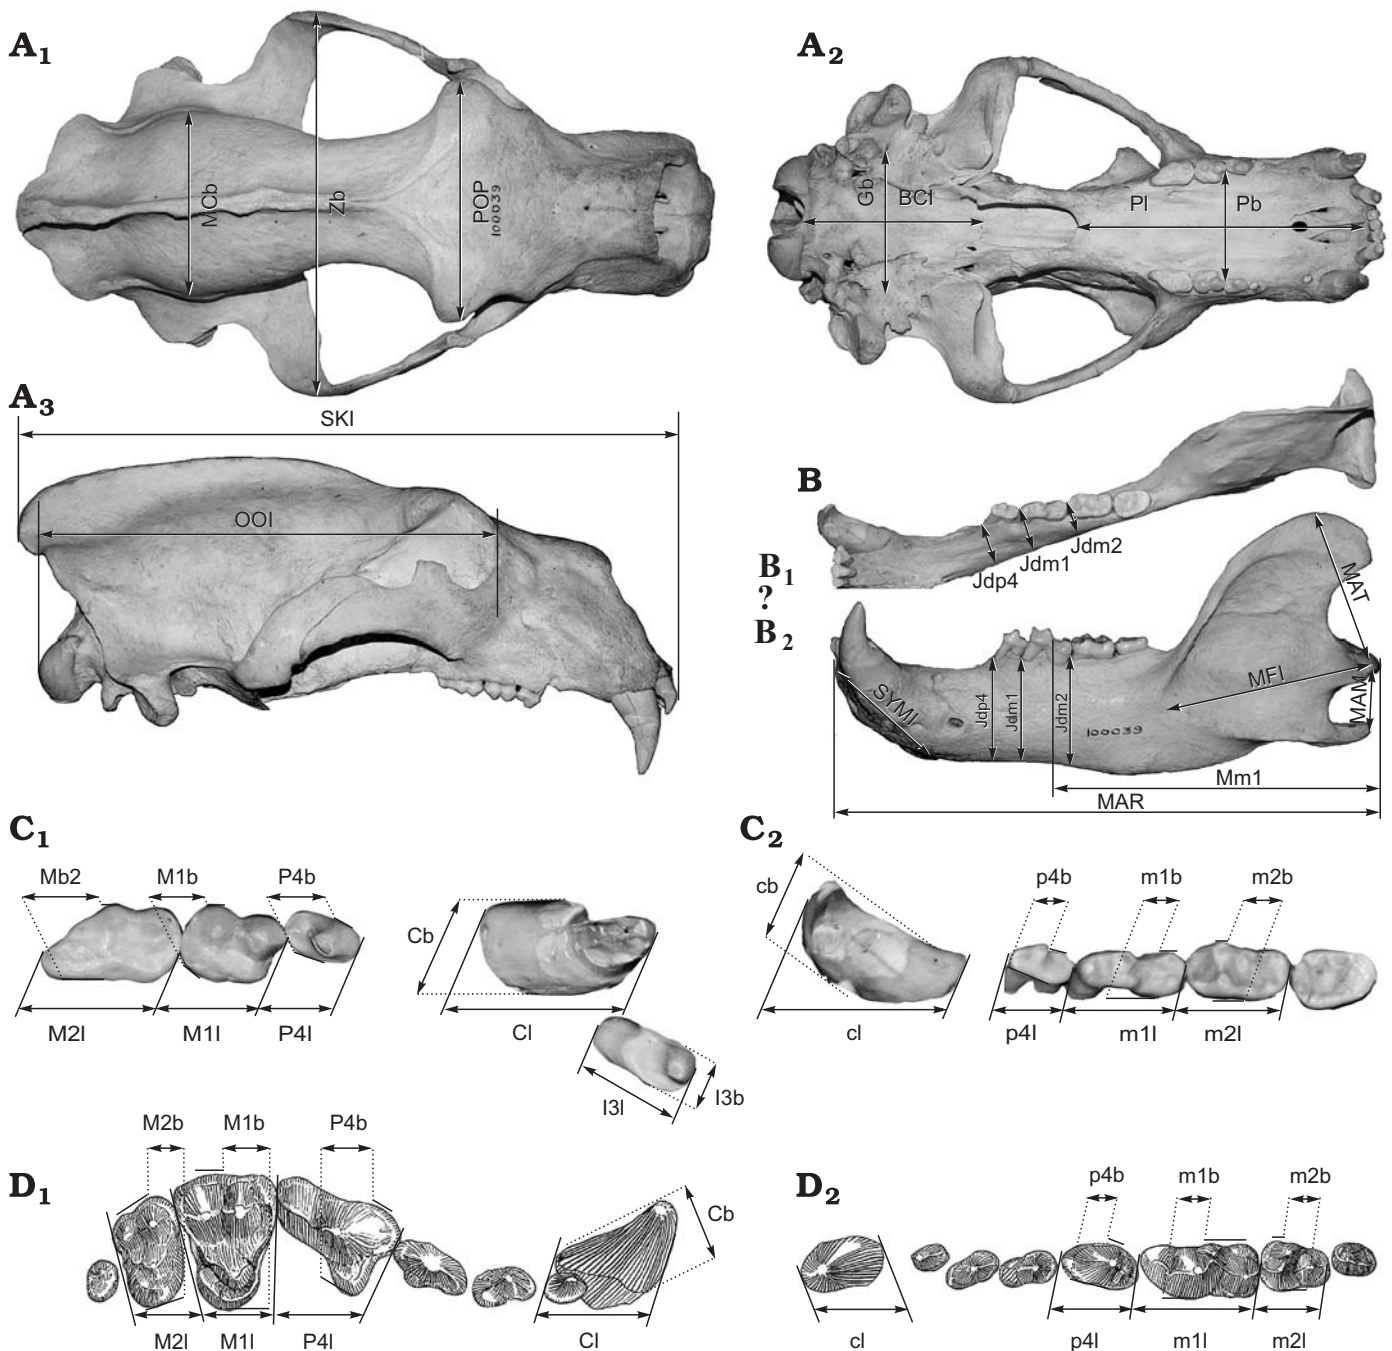 A1
MCb
Zb
POP
100039
A2
Gb
BCl
Pl
Pb
A3
SKl
OOl
B
Jdp4
Jdm1
Jdm2
B1
?
B2
SYMl
Jdp4
Jdm1
Jdm2
100039
MFl
MAT
MAM
Mm1
MAR
C1
Mb2
M1b
P4b
M2l
M1l
P4l
Cb
Cl
I3l
I3b
C2
cb
cl
p4b
m1b
m2b
p4l
m1l
m2l
D1
M2b
M1b
P4b
M2l
M1l
P4l
Cb
Cl
D2
cl
p4b
m1b
m2b
p4l
m1l
m2l